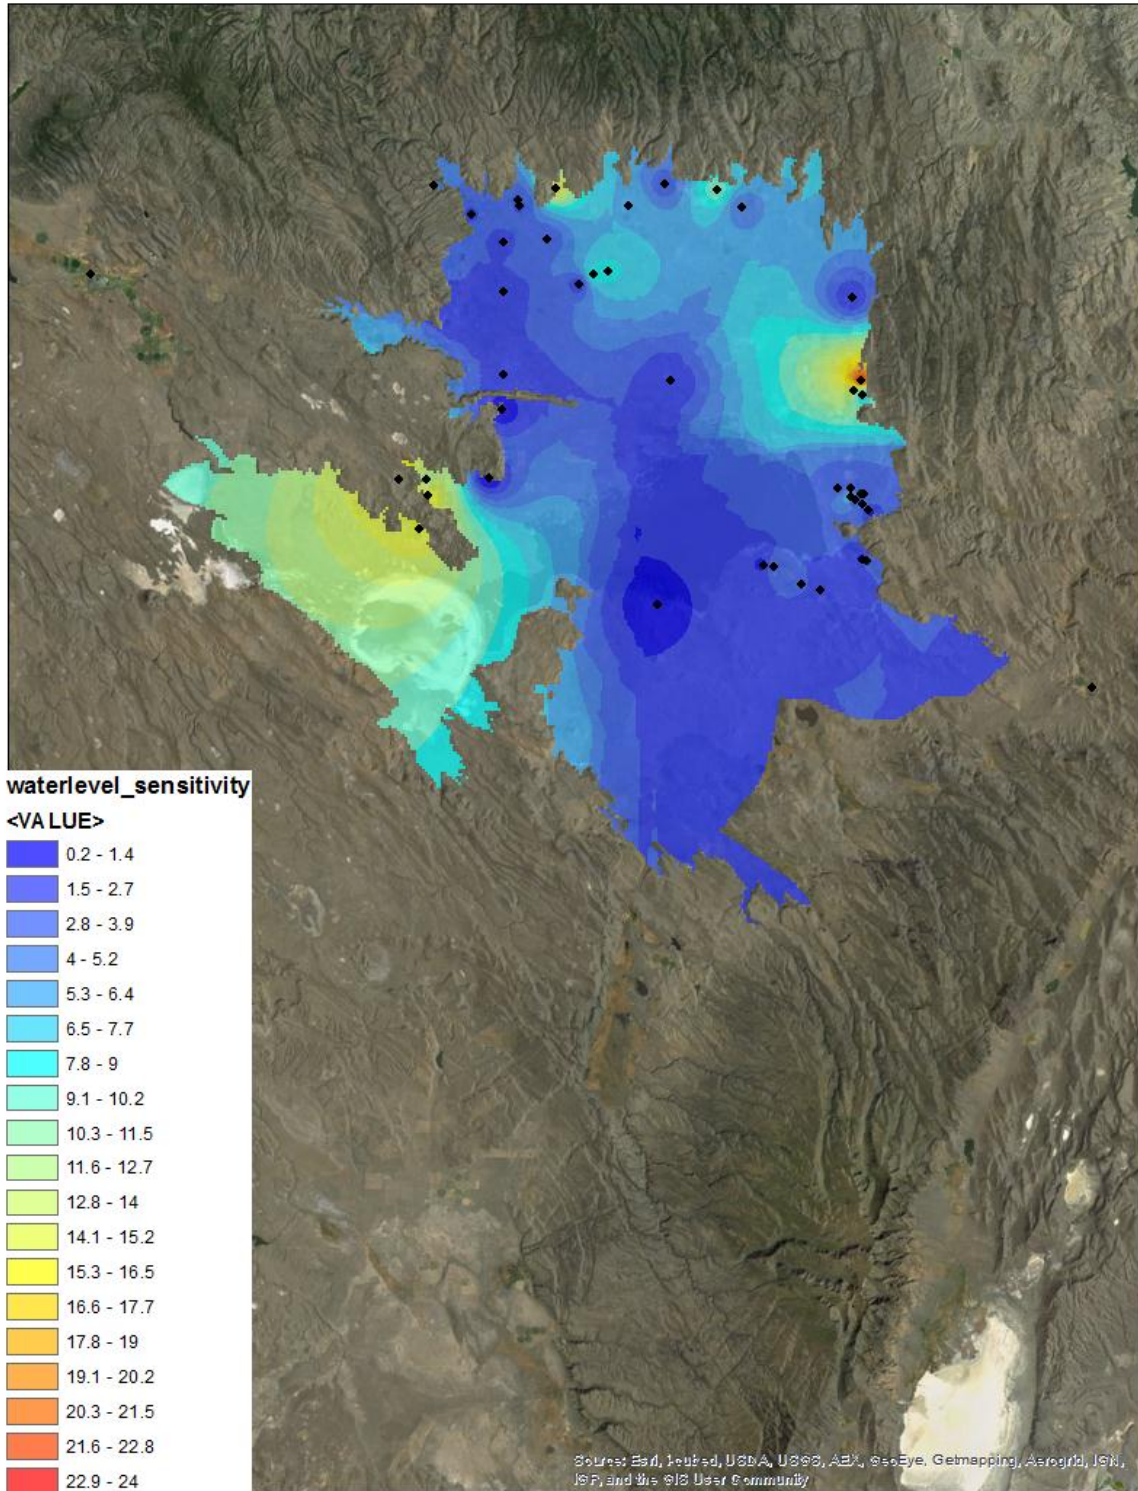 waterlevel_sensitivity
<VALUE>
0.2 - 1.4
1.5 - 2.7
2.8 - 3.9
4 - 5.2
5.3 - 6.4
6.5 - 7.7
7.8 - 9
9.1 - 10.2
10.3 - 11.5
11.6 - 12.7
12.8 - 14
14.1 - 15.2
15.3 - 16.5
16.6 - 17.7
17.8 - 19
19.1 - 20.2
20.3 - 21.5
21.6 - 22.8
22.9 - 24
Source: Esri, i-cubed, USDA, USGS, AEX, GeoEye, Getmapping, Aerogrid, IGN,
IGP, and the GIS User Community